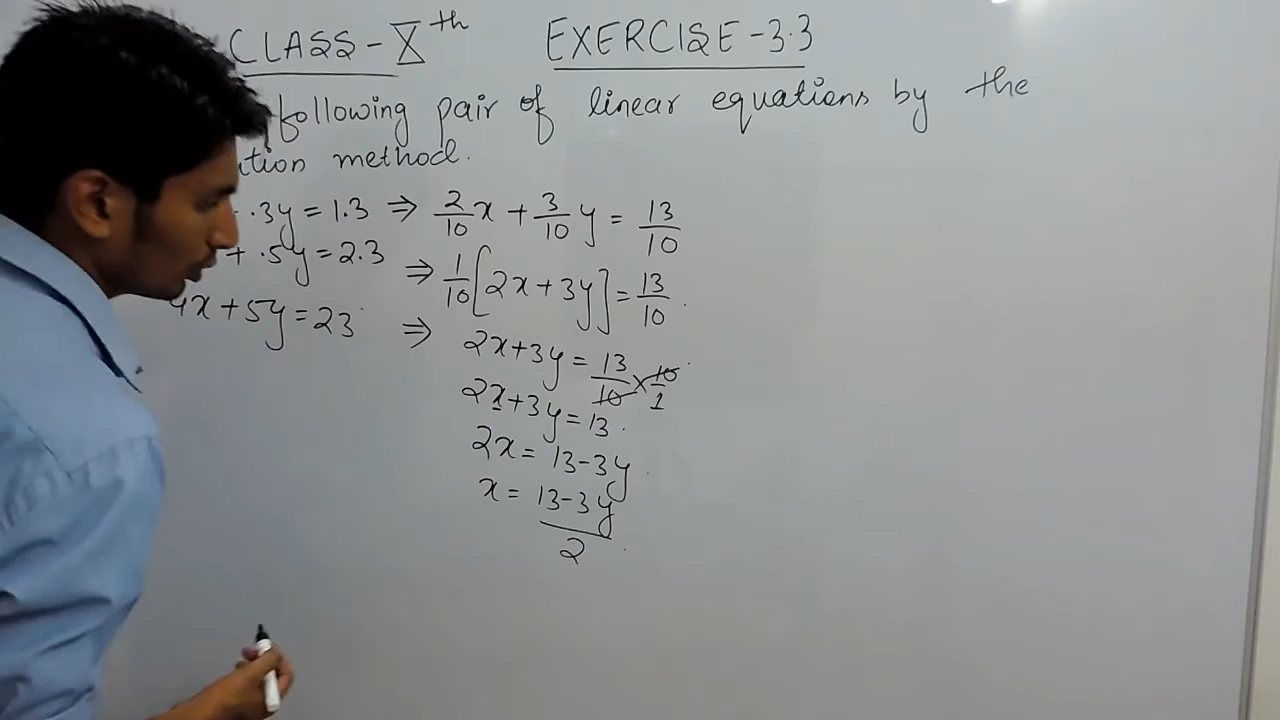 CLASS-Xth EXERCISE-3.3
following pair of linear equations by the
ution method.
.3y = 1.3 ⇒ 2/10 x + 3/10 y = 13/10
+ .5y = 2.3 ⇒ 1/10 [2x + 3y] = 13/10
4x + 5y = 23 ⇒ 2x + 3y = 13/10 × 10/1
2x + 3y = 13
2x = 13 - 3y
x = 13 - 3y / 2